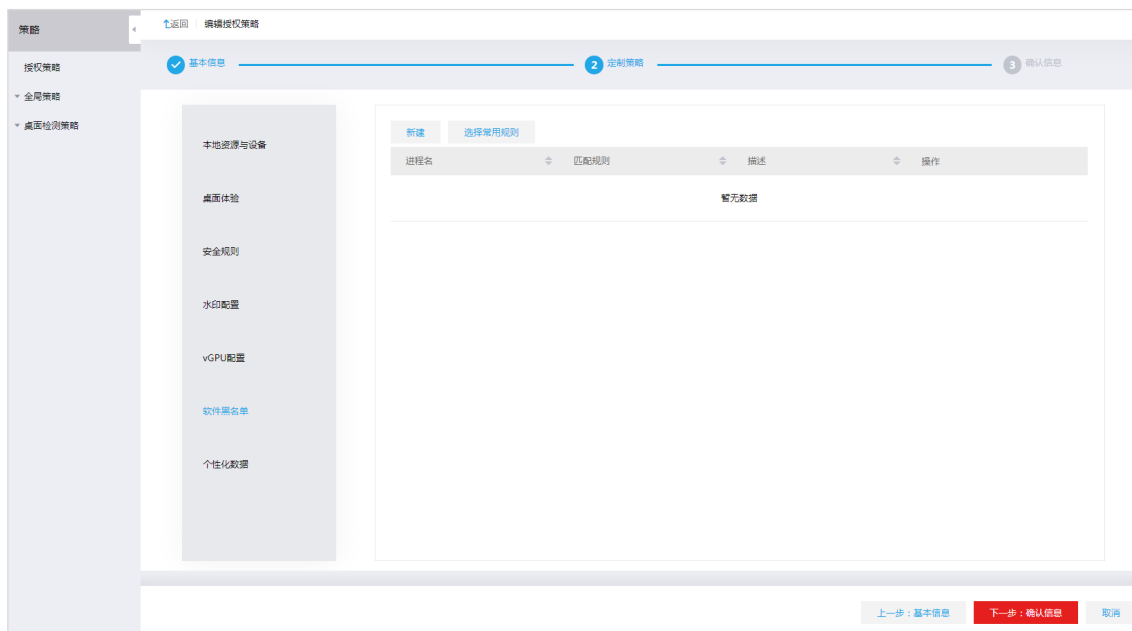 策略
授权策略
全局策略
桌面检测策略
返回 编辑授权策略
基本信息
2 定制策略
3 确认信息
本地资源与设备
桌面体验
安全规则
水印配置
vGPU配置
软件黑名单
个性化数据
新建 选择常用规则
进程名 匹配规则 描述 操作
暂无数据
上一步：基本信息 下一步：确认信息 取消